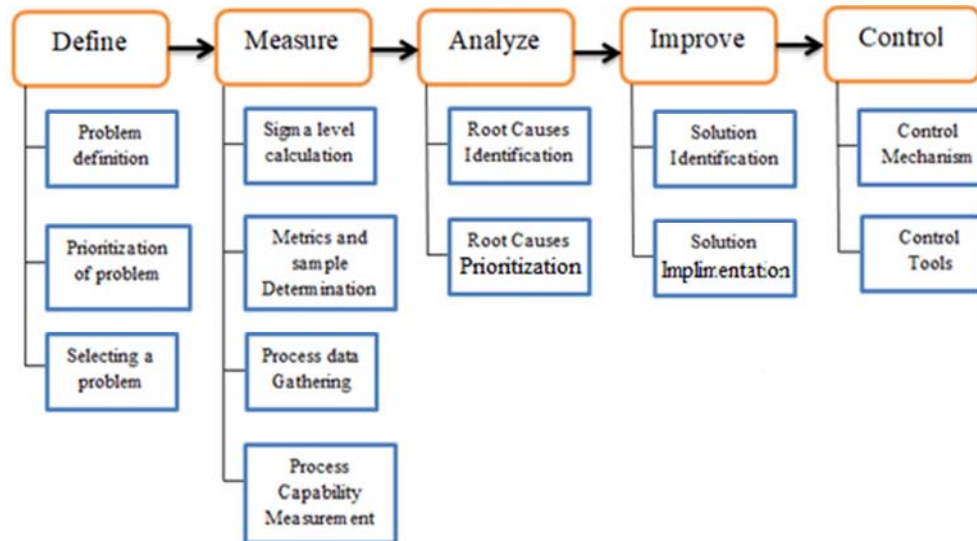 Define
Measure
Analyze
Improve
Control
Problem
definition
Prioritization
of problem
Selecting a
problem
Sigma level
calculation
Metrics and
sample
Determination
Process data
Gathering
Process
Capability
Measurement
Root Causes
Identification
Root Causes
Prioritization
Solution
Identification
Solution
Implimentation
Control
Mechanism
Control
Tools